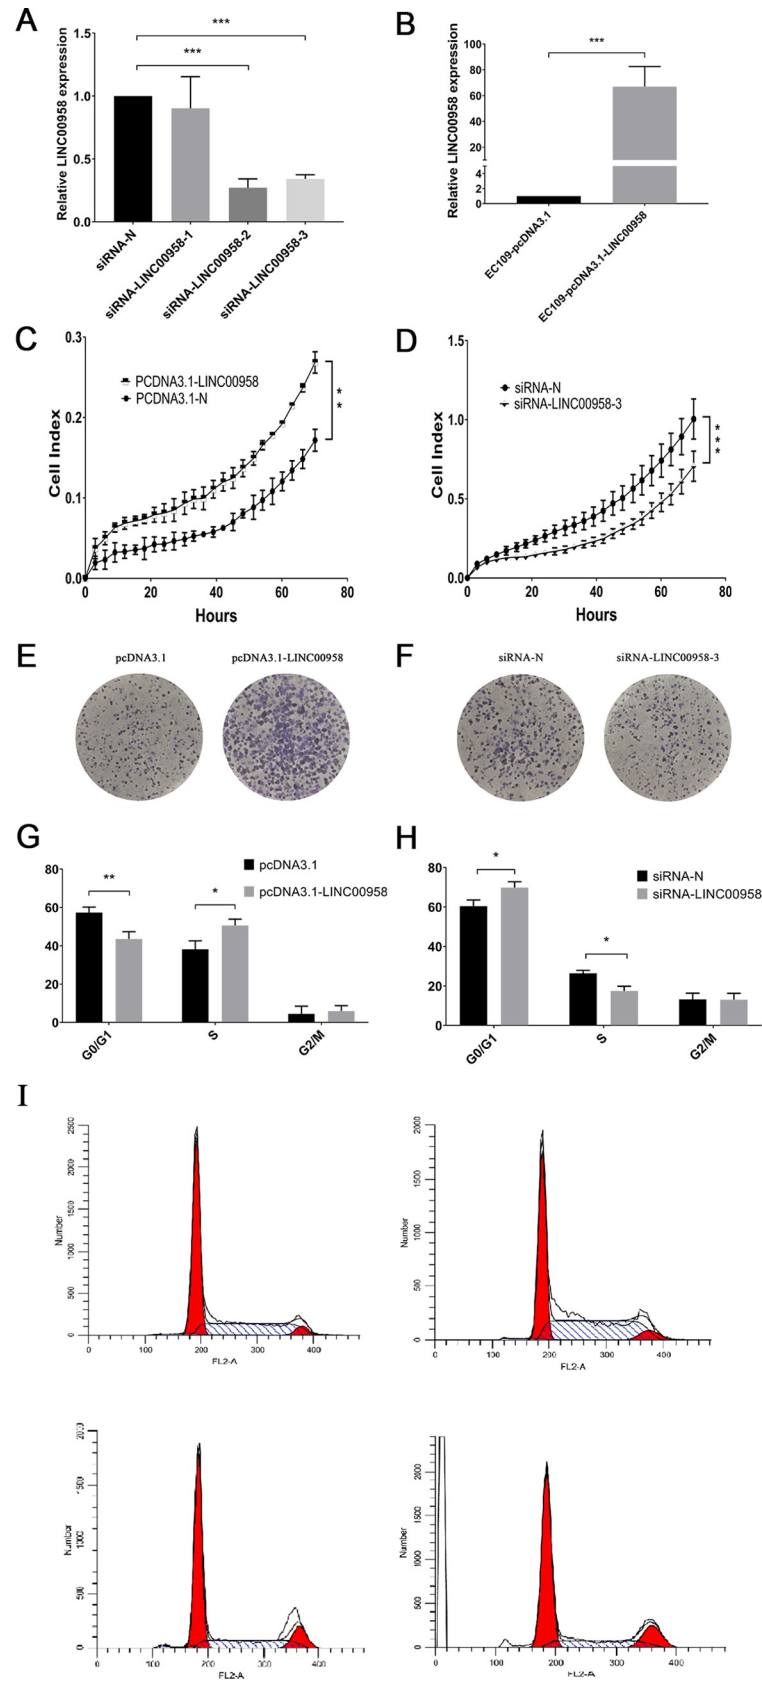 A
Relative LINC00958 expression
1.5
1.0
0.5
0.0
***
***
siRNA-N
siRNA-LINC00958-1
siRNA-LINC00958-2
siRNA-LINC00958-3
B
Relative LINC00958 expression
100
80
60
40
20
4
2
0
***
EC109-pcDNA3.1
EC109-pcDNA3.1-LINC00958
C
Cell Index
0.3
0.2
0.1
0.0
PCDNA3.1-LINC00958
PCDNA3.1-N
**
0 20 40 60 80
Hours
D
Cell Index
1.5
1.0
0.5
0.0
siRNA-N
siRNA-LINC00958-3
***
0 20 40 60 80
Hours
E
pcDNA3.1 pcDNA3.1-LINC00958
F
siRNA-N siRNA-LINC00958-3
G
80
60
40
20
0
pcDNA3.1
pcDNA3.1-LINC00958
**
*
G0/G1 S G2/M
H
80
60
40
20
0
siRNA-N
siRNA-LINC00958
*
*
G0/G1 S G2/M
I
Number
2500
2000
1500
1000
500
0
0 100 200 300 400
FL2-A
Number
2000
1500
1000
500
0
0 100 200 300 400
FL2-A
Number
1500
1000
500
0
0 100 200 300 400
FL2-A
Number
2000
1500
1000
500
0
0 100 200 300 400
FL2-A